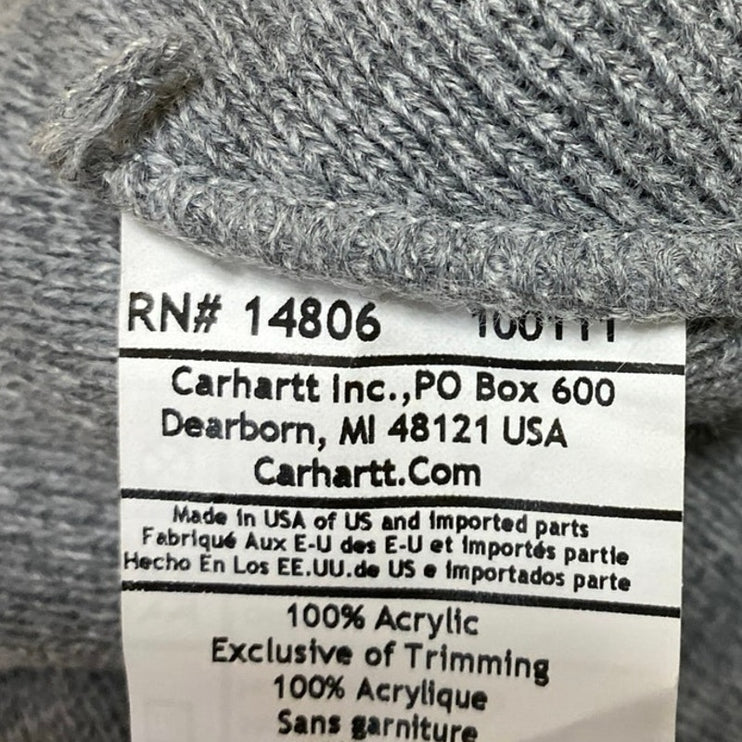 RN# 14806 100111
Carhartt Inc.,PO Box 600
Dearborn, MI 48121 USA
Carhartt.Com
Made in USA of US and Imported parts
Fabriqué Aux E-U des E-U et Importés partie
Hecho En Los EE.UU.de US e Importados parte
100% Acrylic
Exclusive of Trimming
100% Acrylique
Sans garniture